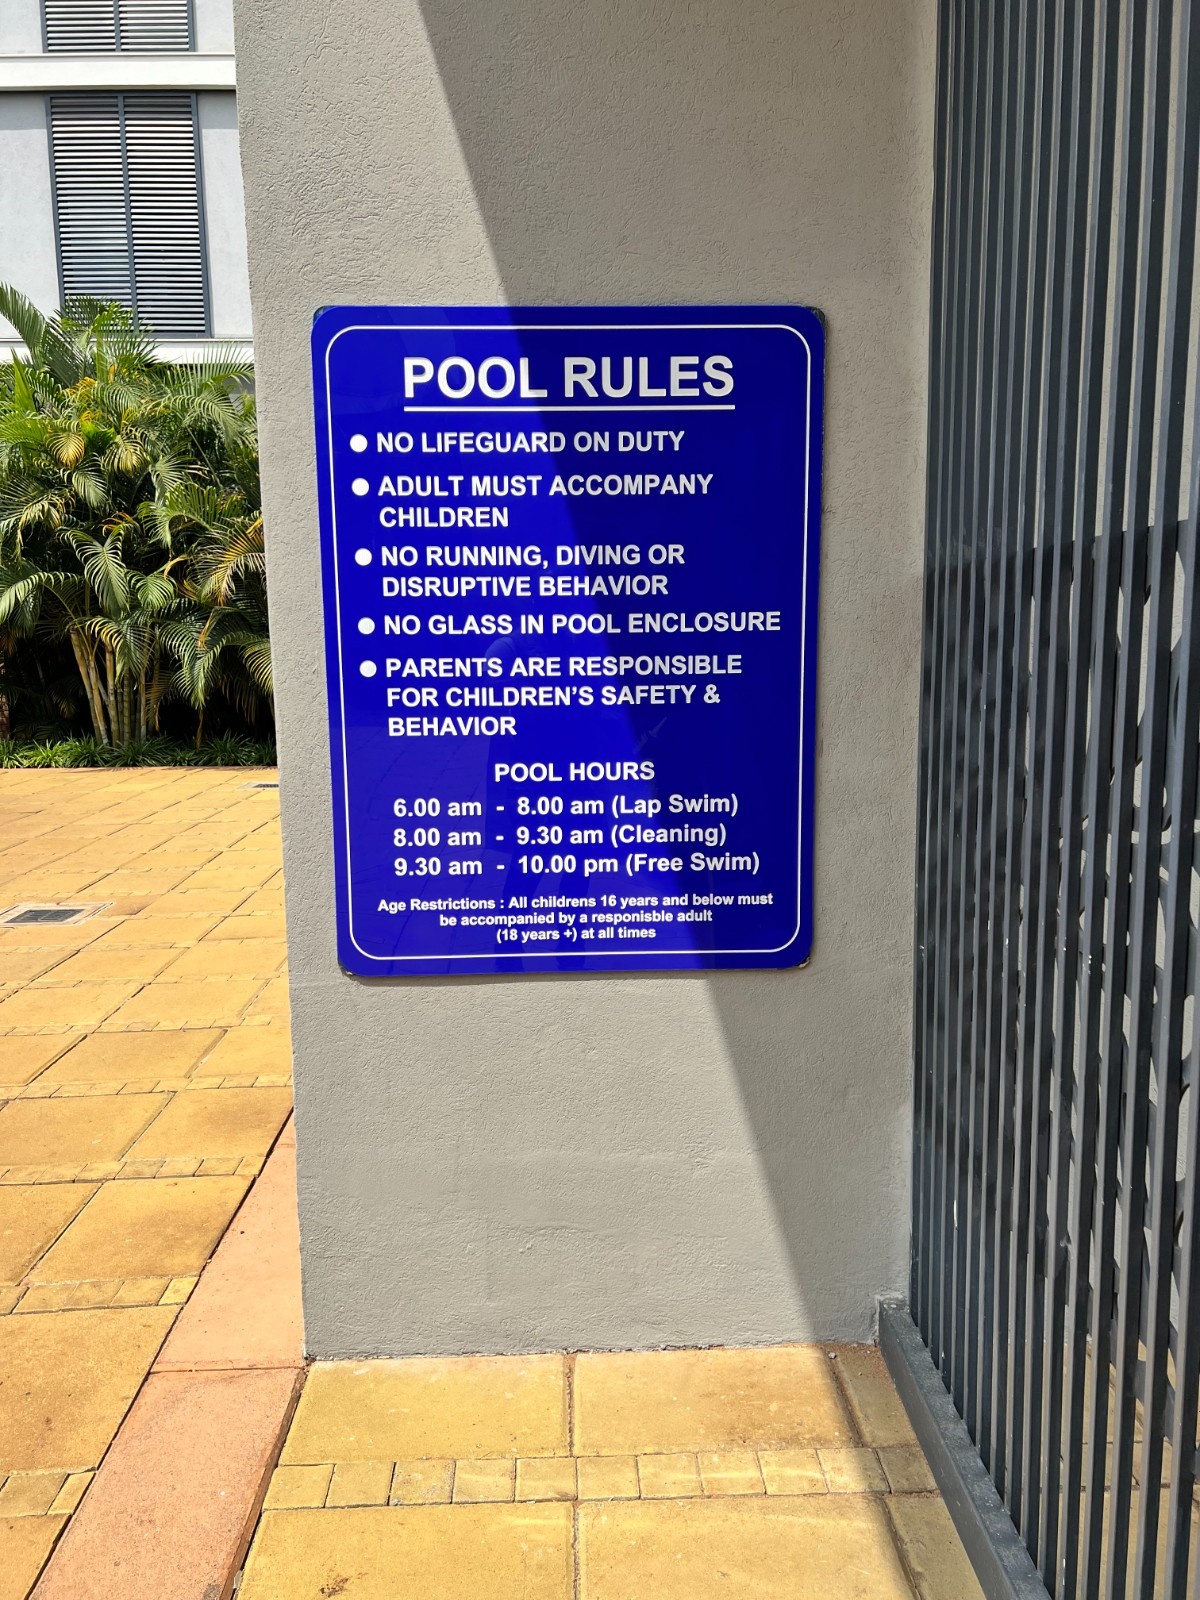 POOL RULES
● NO LIFEGUARD ON DUTY
● ADULT MUST ACCOMPANY
CHILDREN
● NO RUNNING, DIVING OR
DISRUPTIVE BEHAVIOR
● NO GLASS IN POOL ENCLOSURE
● PARENTS ARE RESPONSIBLE
FOR CHILDREN'S SAFETY &
BEHAVIOR
POOL HOURS
6.00 am - 8.00 am (Lap Swim)
8.00 am - 9.30 am (Cleaning)
9.30 am - 10.00 pm (Free Swim)
Age Restrictions : All childrens 16 years and below must
be accompanied by a responisble adult
(18 years +) at all times